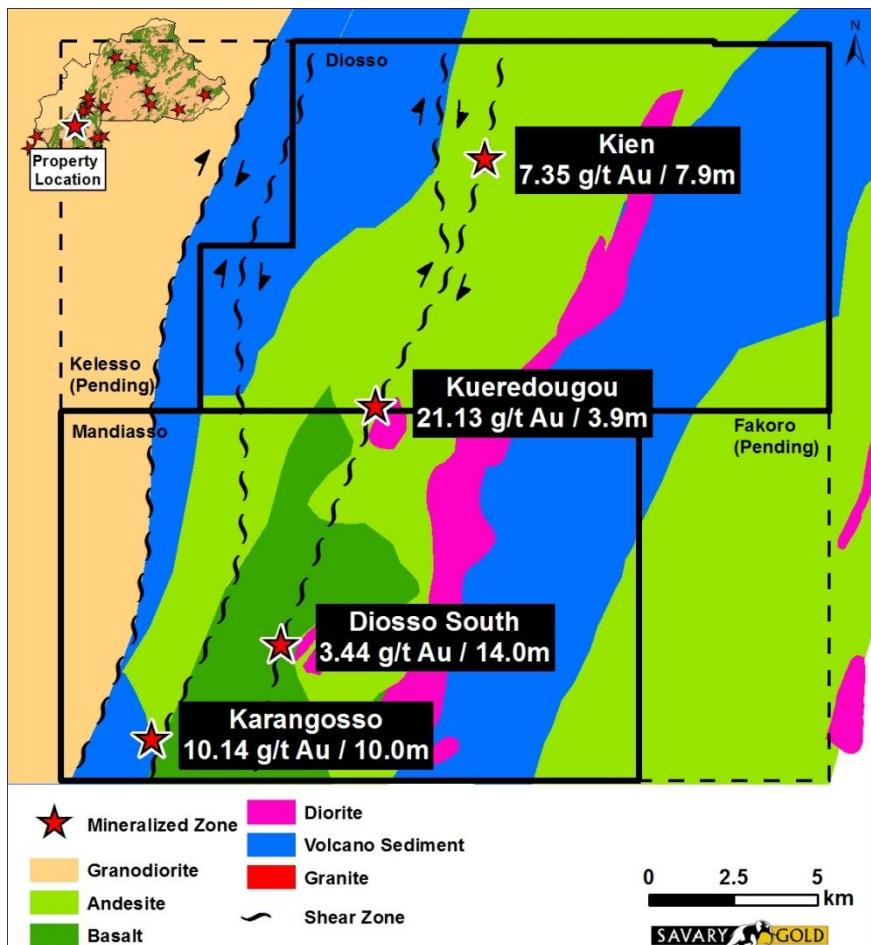 Diosso
N
Property
Location
Kien
7.35 g/t Au / 7.9m
Kelesso
(Pending)
Kueredougou
21.13 g/t Au / 3.9m
Mandiasso
Fakoro
(Pending)
Diosso South
3.44 g/t Au / 14.0m
Karangosso
10.14 g/t Au / 10.0m
Mineralized Zone
Granodiorite
Andesite
Basalt
Diorite
Volcano Sediment
Granite
Shear Zone
0 2.5 5
km
SAVARY GOLD